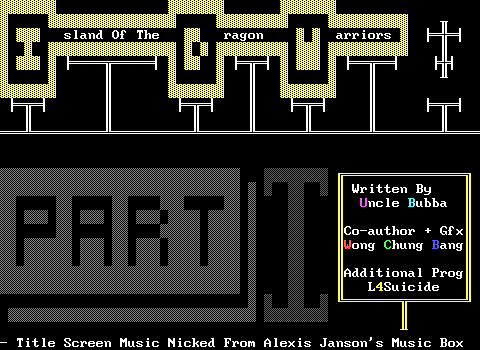 Island Of The Dragon Warriors
PART I
Written By
Uncle Bubba
Co-author + Gfx
Wong Chung Bang
Additional Prog
L4Suicide
- Title Screen Music Nicked From Alexis Janson's Music Box